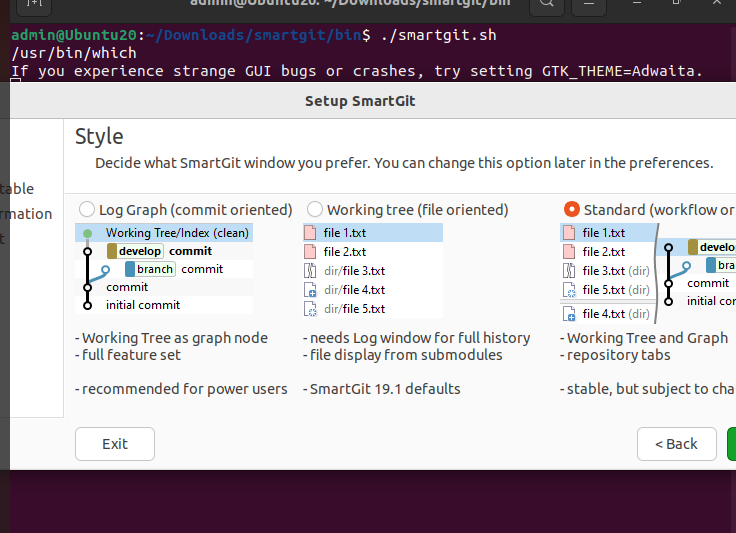 admin@Ubuntu20: ~/Downloads/smartgit/bin
admin@Ubuntu20:~/Downloads/smartgit/bin$ ./smartgit.sh
/usr/bin/which
If you experience strange GUI bugs or crashes, try setting GTK_THEME=Adwaita.
Setup SmartGit
Style
Decide what SmartGit window you prefer. You can change this option later in the preferences.
table
rmation
t
Log Graph (commit oriented)
Working Tree/Index (clean)
develop commit
branch commit
commit
initial commit
- Working Tree as graph node
- full feature set
- recommended for power users
Working tree (file oriented)
file 1.txt
file 2.txt
dir/file 3.txt
dir/file 4.txt
dir/file 5.txt
- needs Log window for full history
- file display from submodules
- SmartGit 19.1 defaults
Standard (workflow or
file 1.txt
file 2.txt
file 3.txt (dir)
file 5.txt (dir)
file 4.txt (dir)
develo
bra
commit
initial cor
- Working Tree and Graph
- repository tabs
- stable, but subject to cha
Exit
< Back